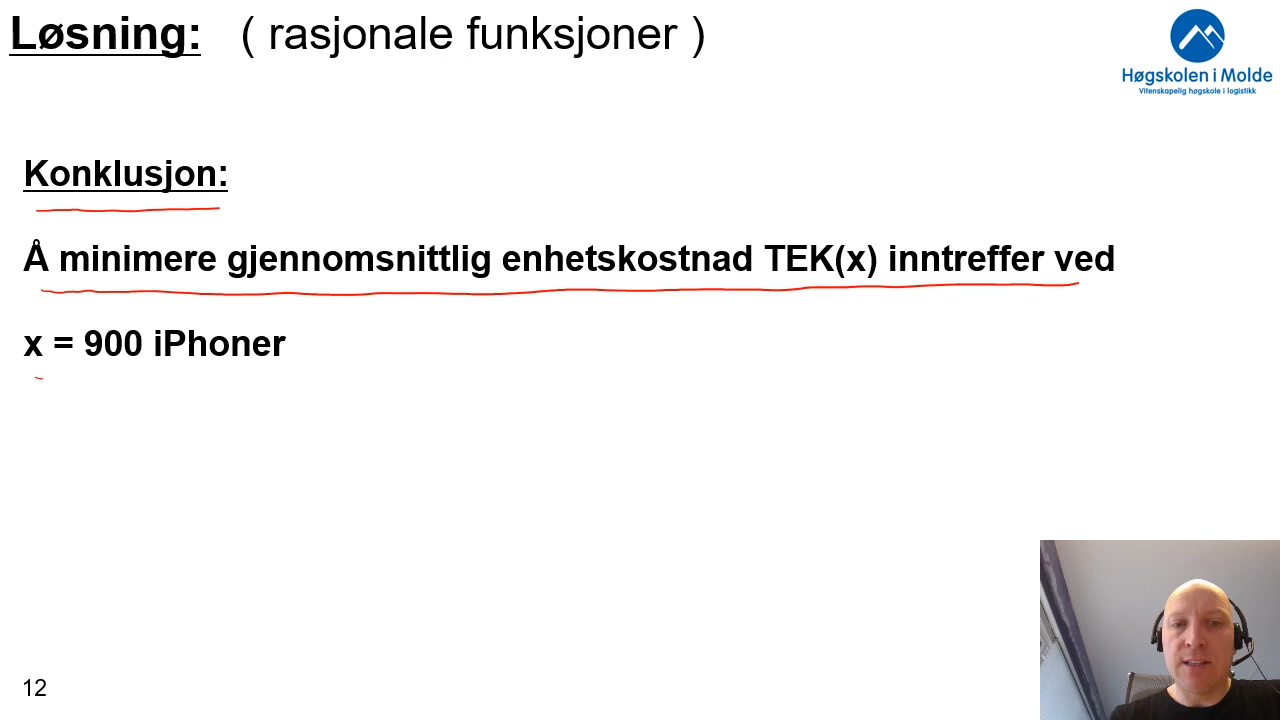 Løsning: ( rasjonale funksjoner )
Høgskolen i Molde
Vitenskapelig høgskole i logistikk
Konklusjon:
Å minimere gjennomsnittlig enhetskostnad TEK(x) inntreffer ved
x = 900 iPhoner
12